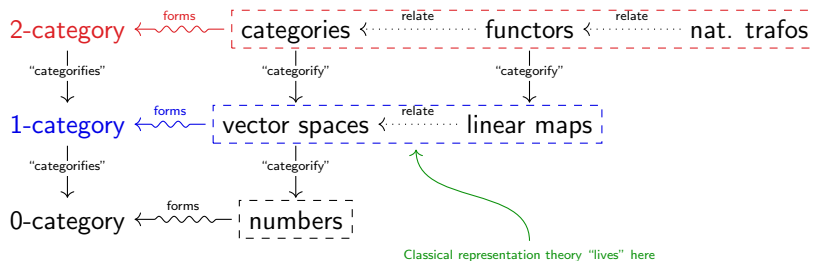 2-category forms categories relate functors relate nat. trafos
“categorifies” “categorify” “categorify”
1-category forms vector spaces relate linear maps
“categorifies” “categorify”
0-category forms numbers
Classical representation theory “lives” here